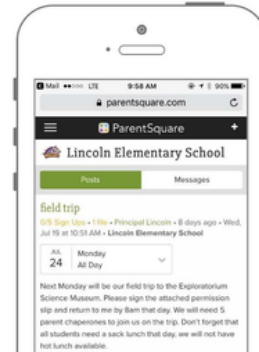 Mail LTE 9:58 AM 90%
parentsquare.com
ParentSquare +
Lincoln Elementary School
Posts Messages
field trip
0/5 Sign Ups • 1 file • Principal Lincoln • 8 days ago • Wed,
Jul 19 at 10:51 AM • Lincoln Elementary School
JUL
24
Monday
All Day
Next Monday will be our field trip to the Exploratorium
Science Museum. Please sign the attached permission
slip and return to me by 8am that day. We will need 5
parent chaperones to join us on the trip. Don't forget that
all students need a sack lunch that day, we will not have
hot lunch available.